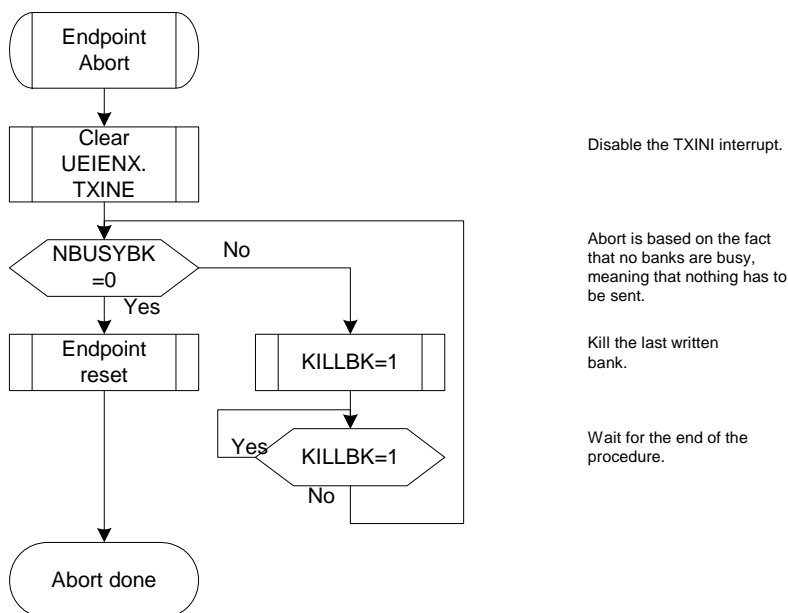 Endpoint
Abort
Clear
UEIENX.
TXINE
Disable the TXINI interrupt.
NBUSYBK
=0
No
Yes
Abort is based on the fact
that no banks are busy,
meaning that nothing has to
be sent.
Endpoint
reset
KILLBK=1
Kill the last written
bank.
Yes
KILLBK=1
No
Wait for the end of the
procedure.
Abort done